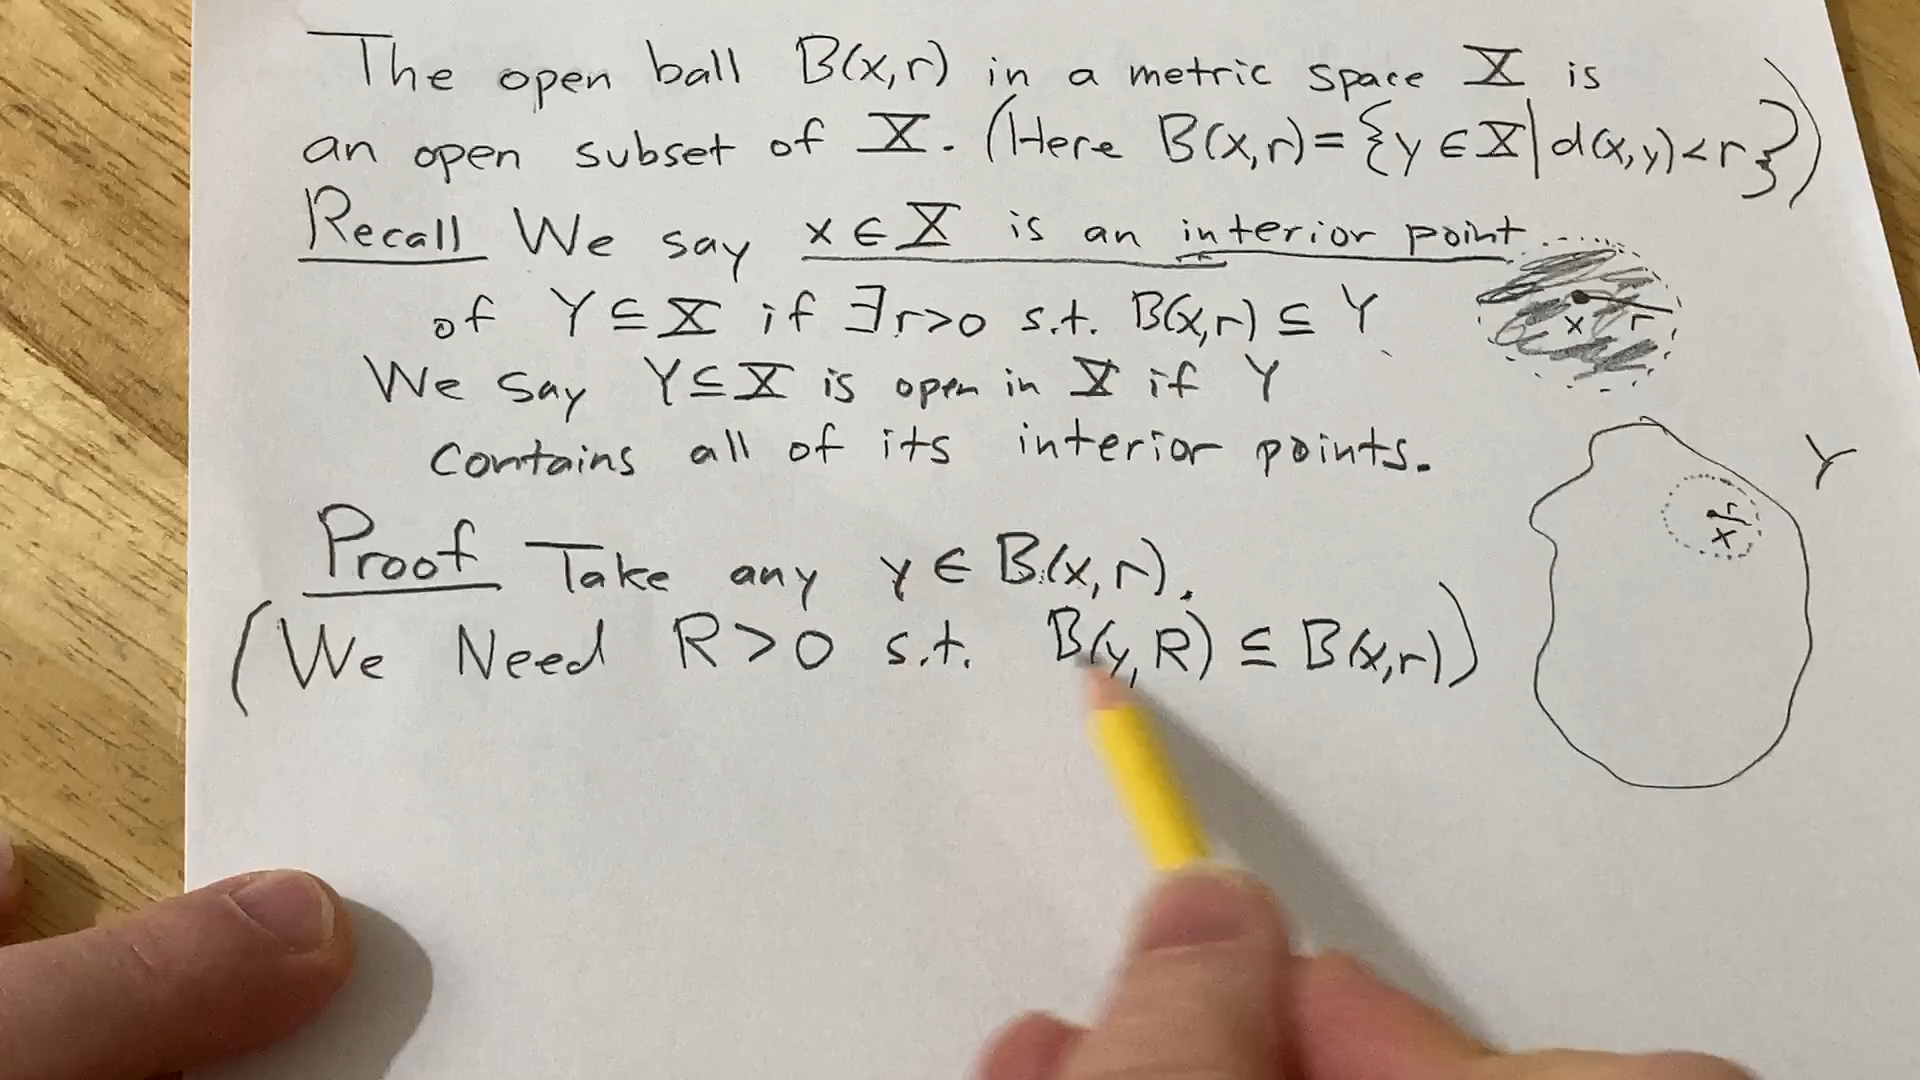 The open ball B(x,r) in a metric space X is
an open subset of X. (Here B(x,r)={y∈X|d(x,y)<r})
Recall We say x∈X is an interior point
of Y⊆X if ∃r>0 s.t. B(x,r)⊆Y
x r
We say Y⊆X is open in X if Y
contains all of its interior points.
Y
r
x
Proof Take any y∈B(x,r).
(We Need R>0 s.t. B(y,R)⊆B(x,r))